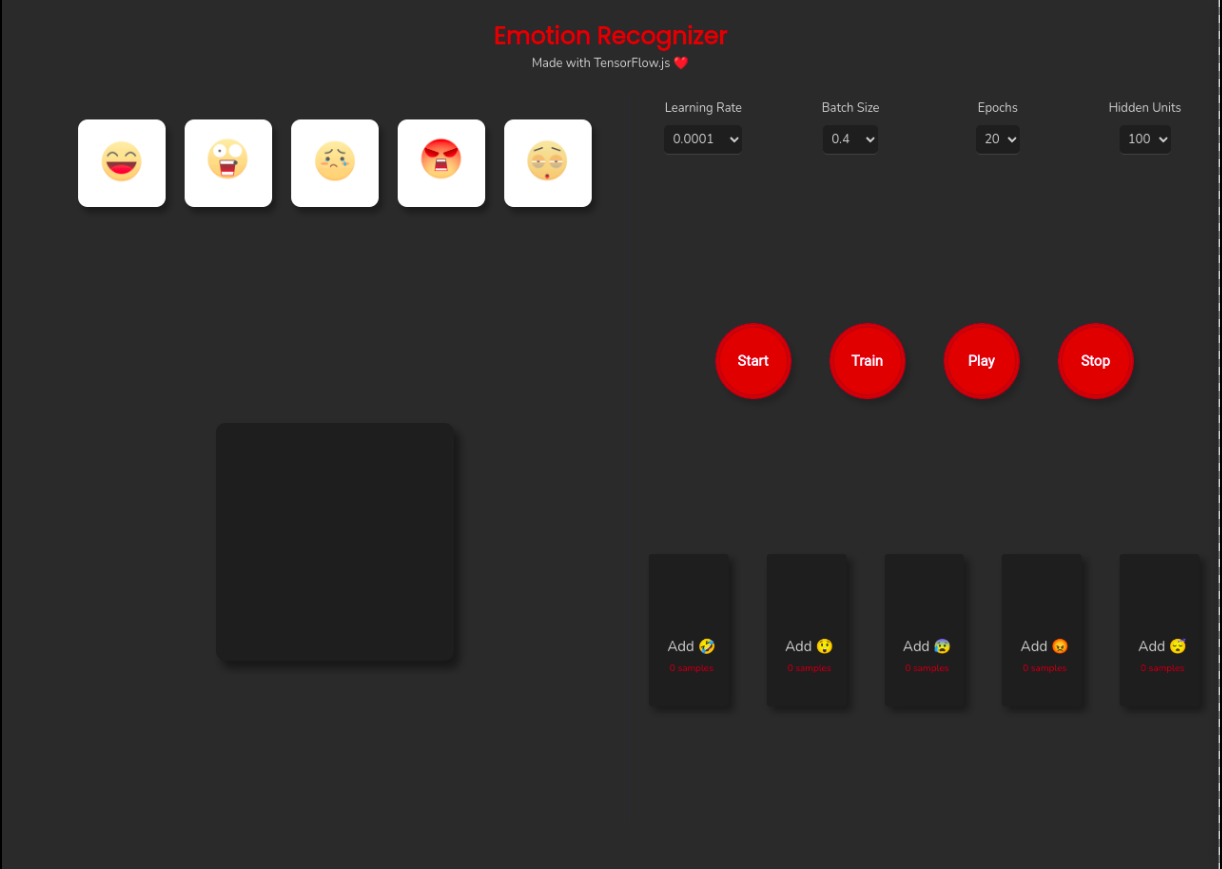 Emotion Recognizer
Made with TensorFlow.js ❤️
Learning Rate Batch Size Epochs Hidden Units
0.0001 0.4 20 100
Start Train Play Stop
Add 🤣 Add 😲 Add 😰 Add 😡 Add 😴
0 samples 0 samples 0 samples 0 samples 0 samples